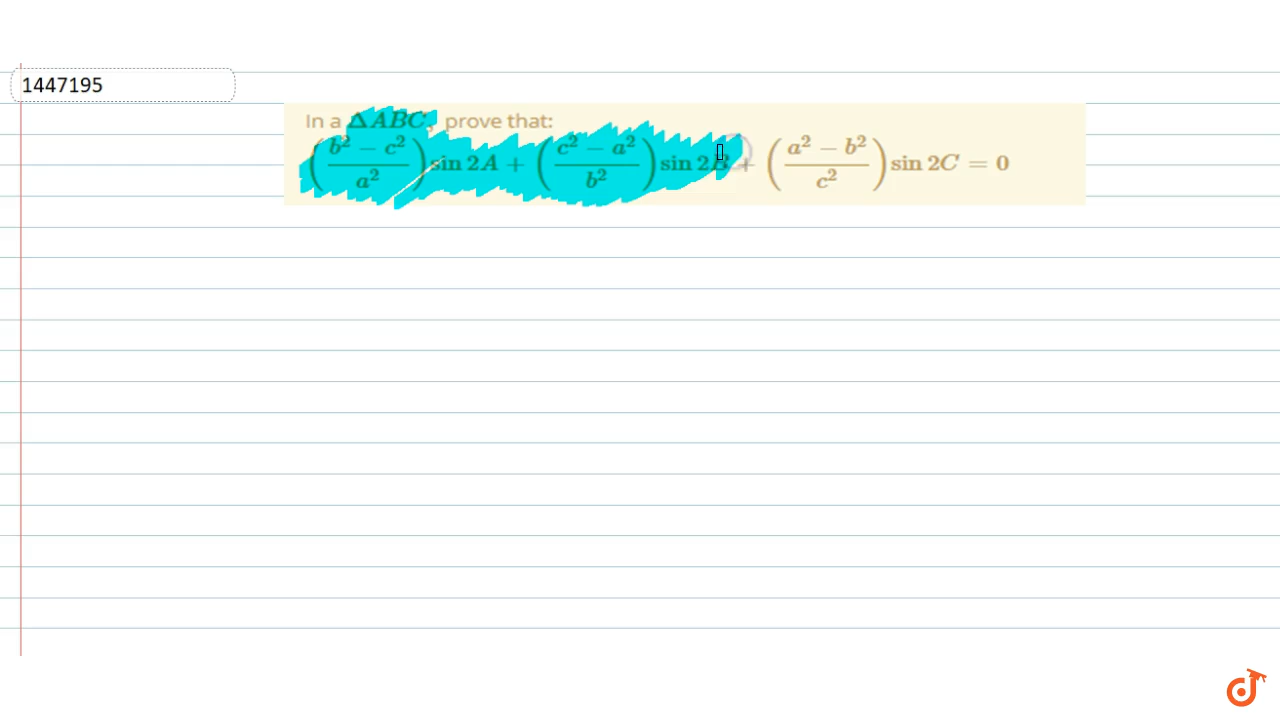 1447195
In a △ABC, prove that:
(b² − c² / a²) sin 2A + (c² − a² / b²) sin 2B + (a² − b² / c²) sin 2C = 0